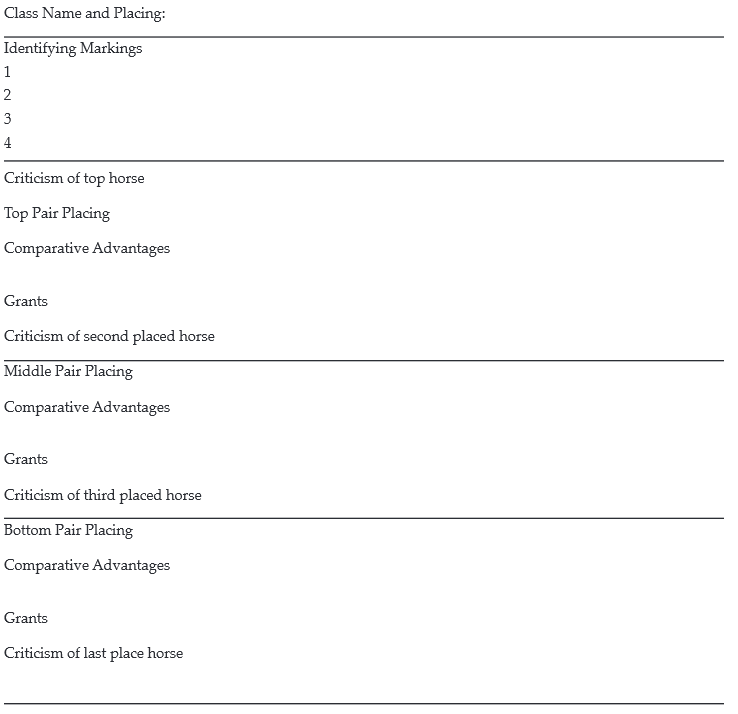 Class Name and Placing:
Identifying Markings
1
2
3
4
Criticism of top horse
Top Pair Placing
Comparative Advantages
Grants
Criticism of second placed horse
Middle Pair Placing
Comparative Advantages
Grants
Criticism of third placed horse
Bottom Pair Placing
Comparative Advantages
Grants
Criticism of last place horse